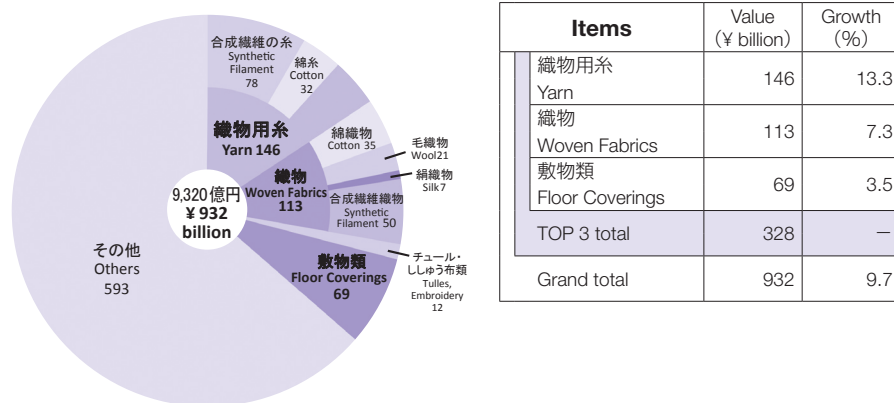 合成繊維の糸
Synthetic
Filament
78
綿糸
Cotton
32
織物用糸
Yarn 146
綿織物
Cotton 35
毛織物
Wool21
絹織物
Silk7
織物
Woven Fabrics
113
合成繊維織物
Synthetic
Filament 50
9,320億円
¥ 932
billion
チュール・
ししゅう布類
Tulles,
Embroidery
12
敷物類
Floor Coverings
69
その他
Others
593
Items Value (¥ billion) Growth (%)
織物用糸
Yarn 146 13.3
織物
Woven Fabrics 113 7.3
敷物類
Floor Coverings 69 3.5
TOP 3 total 328 －
Grand total 932 9.7